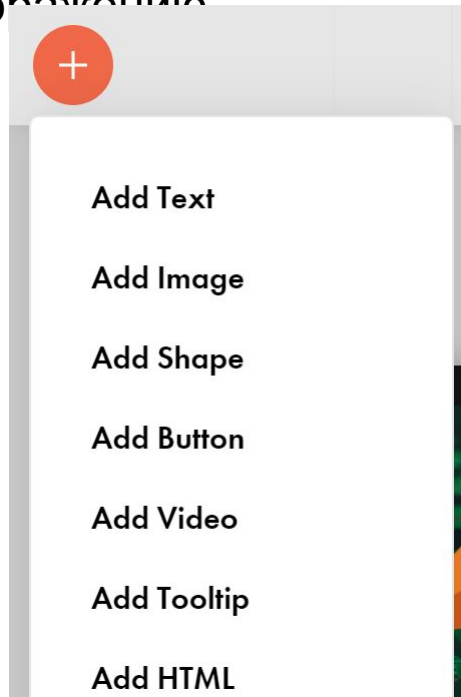 Add Text
Add Image
Add Shape
Add Button
Add Video
Add Tooltip
Add HTML